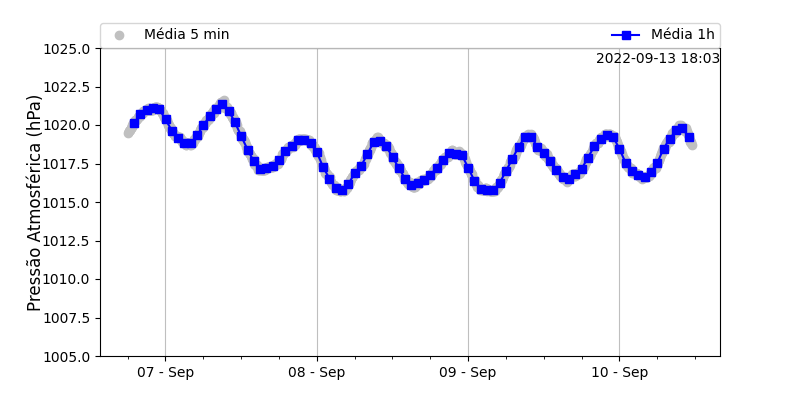 Média 5 min
Média 1h
2022-09-13 18:03
Pressão Atmosférica (hPa)
1025.0
1022.5
1020.0
1017.5
1015.0
1012.5
1010.0
1007.5
1005.0
07 - Sep
08 - Sep
09 - Sep
10 - Sep